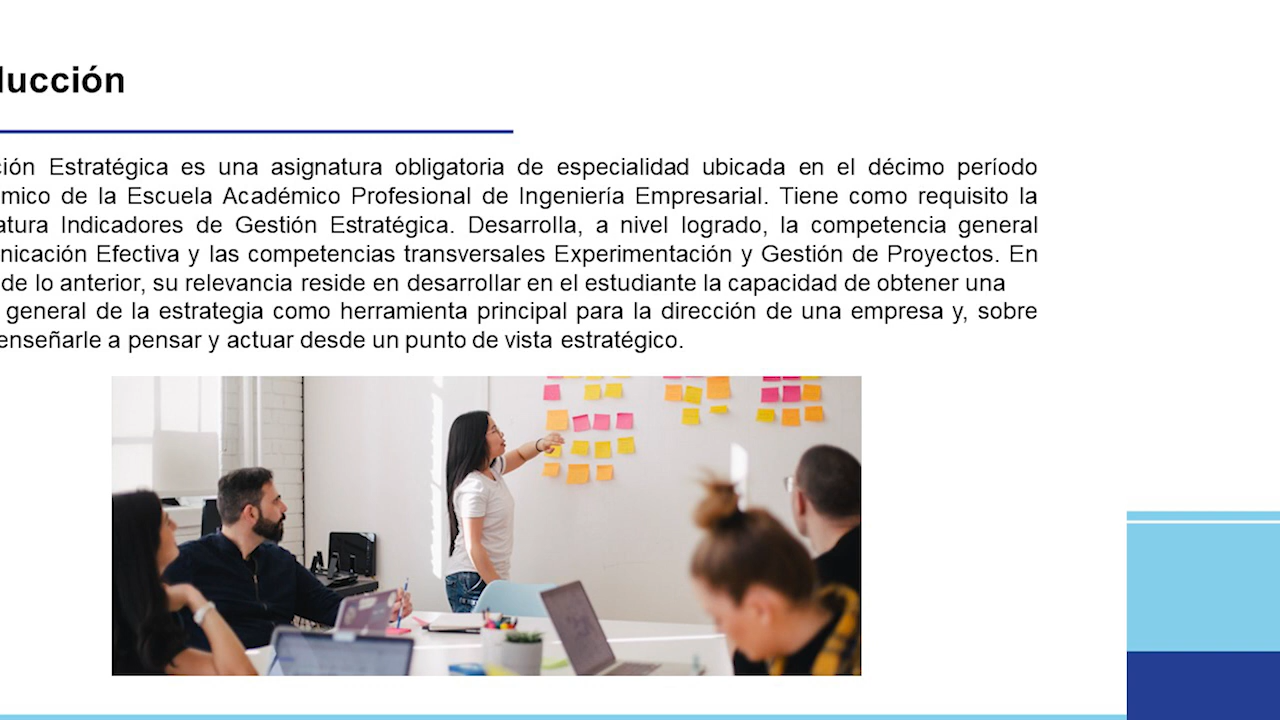 ducción
ción Estratégica es una asignatura obligatoria de especialidad ubicada en el décimo período
mico de la Escuela Académico Profesional de Ingeniería Empresarial. Tiene como requisito la
atura Indicadores de Gestión Estratégica. Desarrolla, a nivel logrado, la competencia general
nicación Efectiva y las competencias transversales Experimentación y Gestión de Proyectos. En
de lo anterior, su relevancia reside en desarrollar en el estudiante la capacidad de obtener una
general de la estrategia como herramienta principal para la dirección de una empresa y, sobre
enseñarle a pensar y actuar desde un punto de vista estratégico.